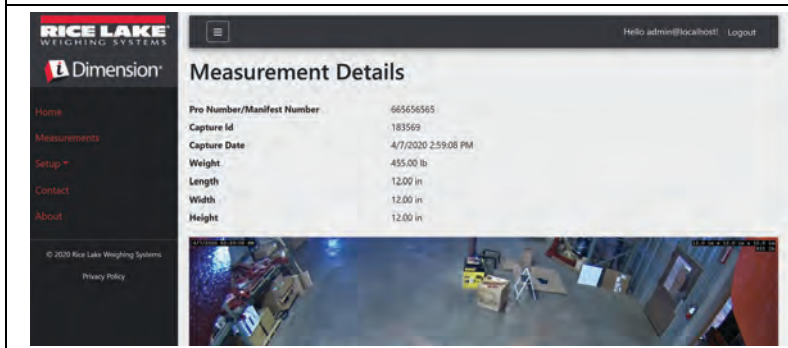 RICE LAKE
WEIGHING SYSTEMS
iDimension
Home
Measurements
Setup
Contact
About
© 2020 Rice Lake Weighing Systems
Privacy Policy
Hello admin@localhost! Logout
Measurement Details
Pro Number/Manifest Number 665656565
Capture Id 183569
Capture Date 4/7/2020 2:59:08 PM
Weight 455.00 lb
Length 12.00 in
Width 12.00 in
Height 12.00 in